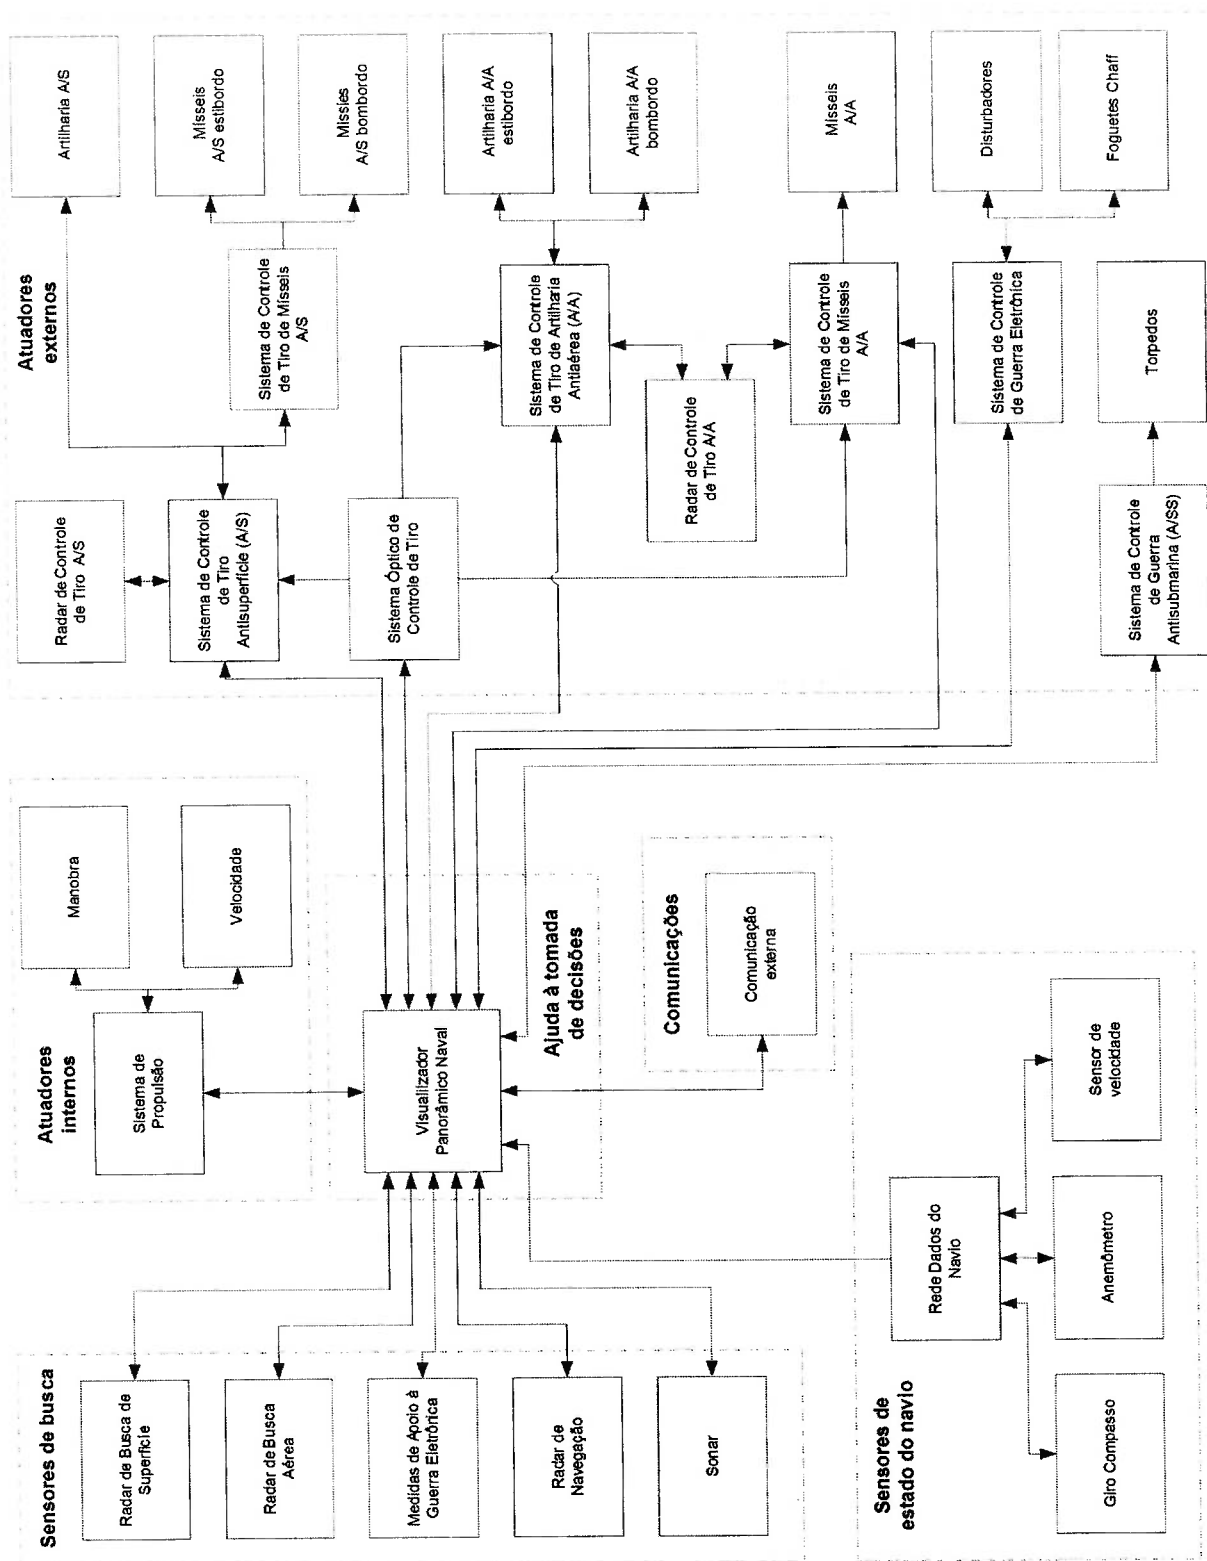 Sensores de busca
Radar de Busca de
Superfície
Radar de Busca
Aérea
Medidas de Apoio à
Guerra Eletrônica
Radar de
Navegação
Sonar
Sensores de
estado do navio
Giro Compasso
Anemômetro
Sensor de
velocidade
Rede Dados do
Navio
Atuadores
internos
Sistema de
Propulsão
Manobra
Velocidade
Visualizador
Panorâmico Naval
Ajuda à tomada
de decisões
Comunicações
Comunicação
externa
Atuadores
externos
Radar de Controle
de Tiro A/S
Sistema de Controle
de Tiro
Antisuperfície (A/S)
Sistema Óptico de
Controle de Tiro
Radar de Controle
de Tiro A/A
Sistema de Controle
de Guerra
Antisubmarina (A/SS)
Sistema de Controle
de Tiro de Mísseis
A/S
Sistema de Controle
de Tiro de Artilharia
Antiaérea (A/A)
Sistema de Controle
de Tiro de Mísseis
A/A
Sistema de Controle
de Guerra Eletrônica
Torpedos
Artilharia A/S
Mísseis
A/S estibordo
Missies
A/S bombordo
Artilharia A/A
estibordo
Artilharia A/A
bombordo
Mísseis
A/A
Disturbadores
Foguetes Chaff